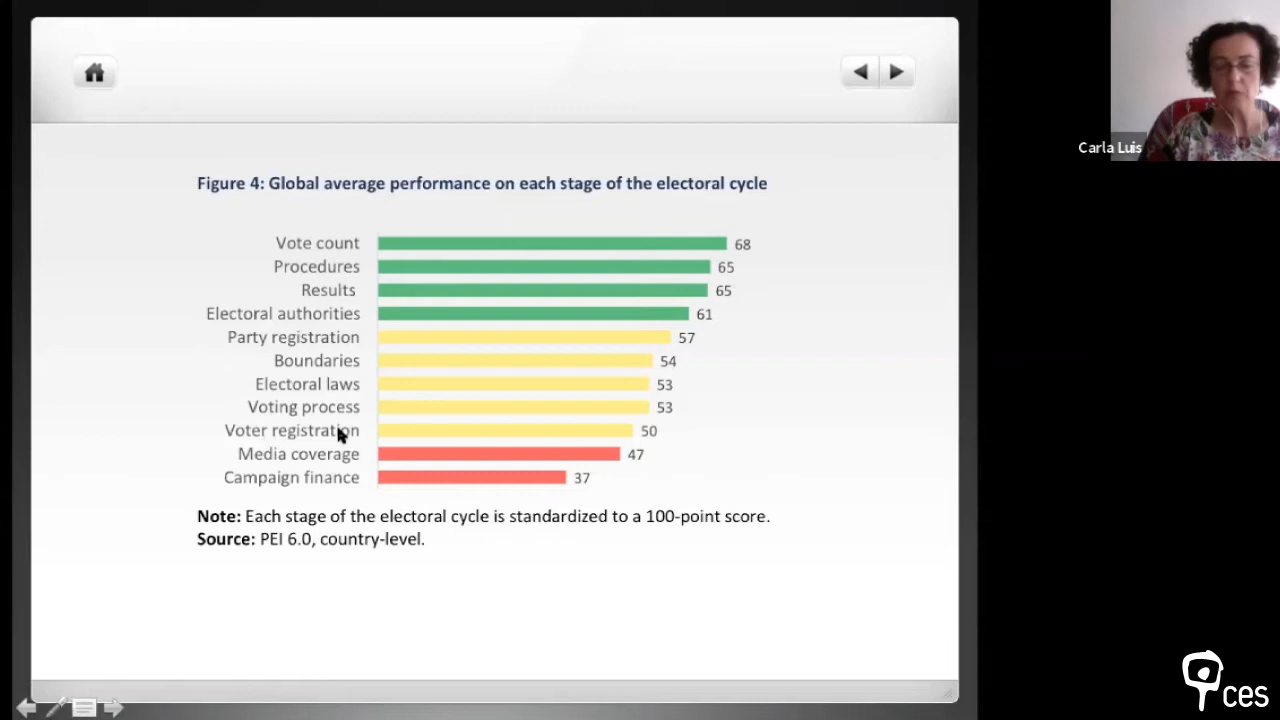 Carla Luis
Figure 4: Global average performance on each stage of the electoral cycle
Vote count 68
Procedures 65
Results 65
Electoral authorities 61
Party registration 57
Boundaries 54
Electoral laws 53
Voting process 53
Voter registration 50
Media coverage 47
Campaign finance 37
Note: Each stage of the electoral cycle is standardized to a 100-point score.
Source: PEI 6.0, country-level.
ces